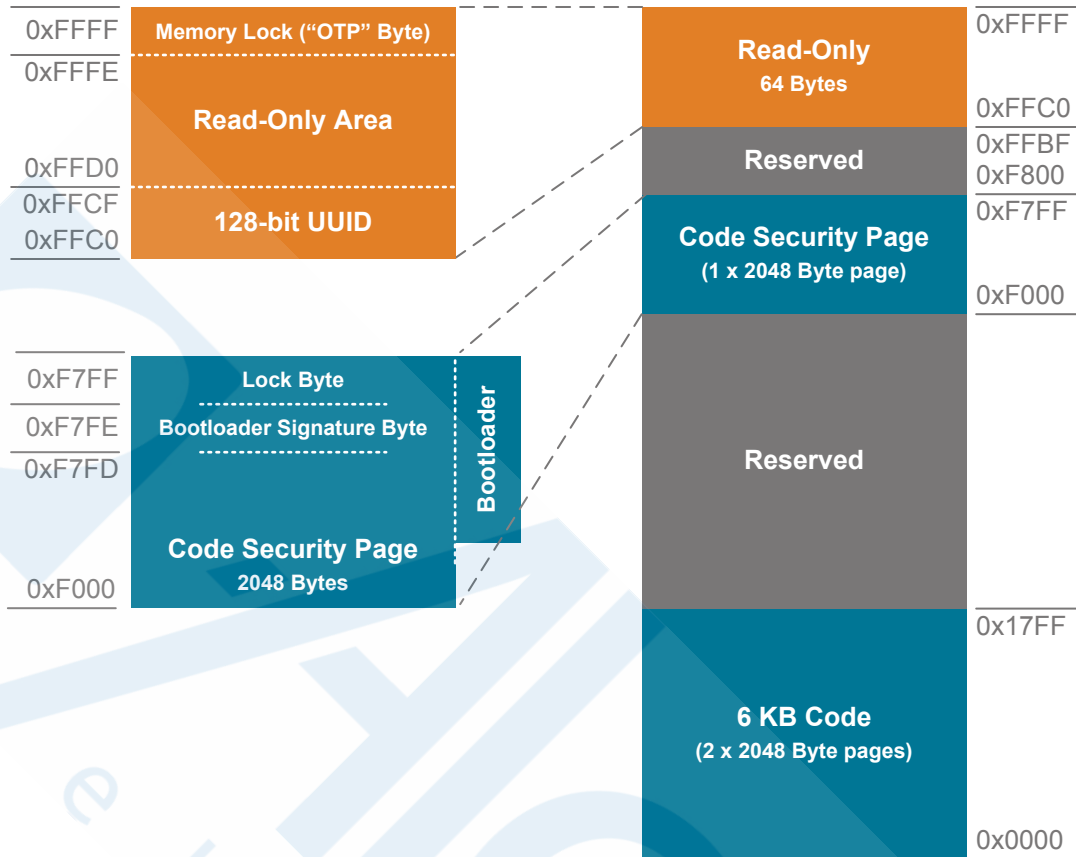 0xFFFF
Memory Lock (“OTP” Byte)
0xFFFE
Read-Only Area
0xFFD0
0xFFCF
128-bit UUID
0xFFC0
0xF7FF
Lock Byte
0xF7FE
Bootloader Signature Byte
0xF7FD
Bootloader
Code Security Page
2048 Bytes
0xF000
0xFFFF
Read-Only
64 Bytes
0xFFC0
0xFFBF
Reserved
0xF800
0xF7FF
Code Security Page
(1 x 2048 Byte page)
0xF000
Reserved
0x17FF
6 KB Code
(2 x 2048 Byte pages)
0x0000